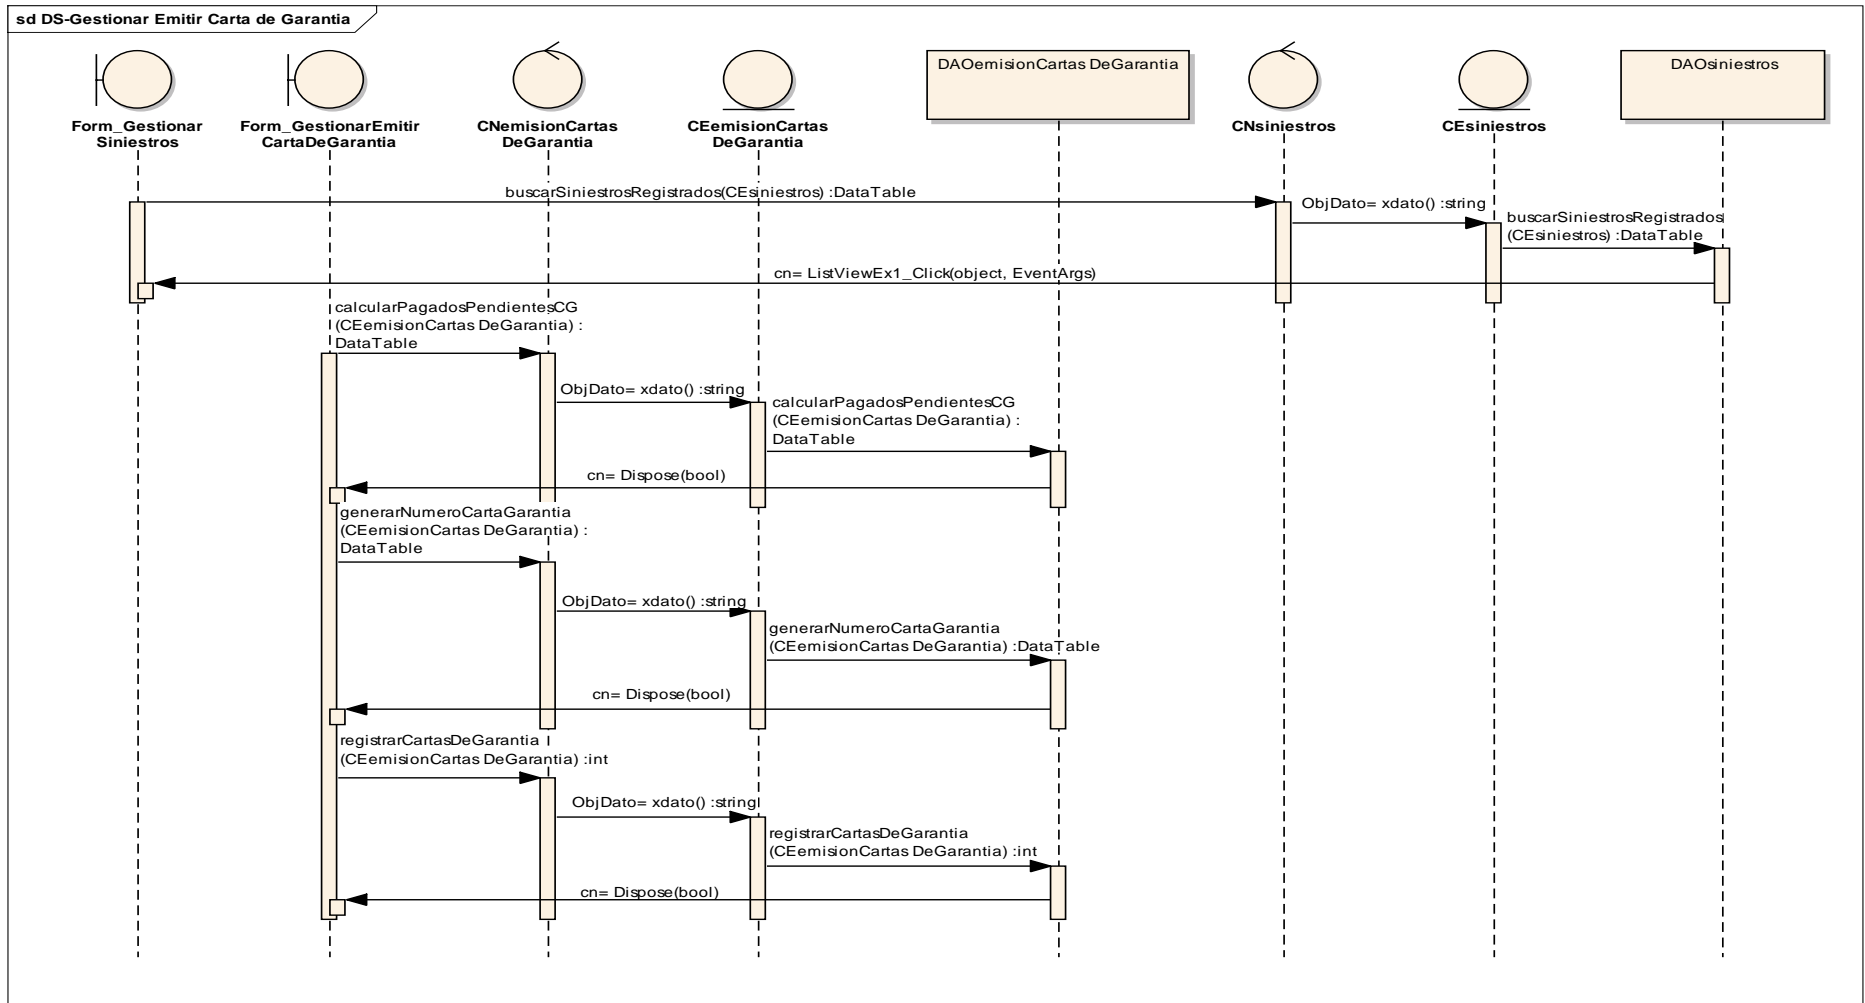 sd DS-Gestionar Emitir Carta de Garantia
Form_Gestionar
Siniestros
Form_GestionarEmitir
CartaDeGarantia
CNemisionCartas
DeGarantia
CEemisionCartas
DeGarantia
DAOemisionCartas DeGarantia
CNsiniestros
CEsiniestros
DAOsiniestros
buscarSiniestrosRegistrados(CEsiniestros) :DataTable
ObjDato= xdato() :string
buscarSiniestrosRegistrados
(CEsiniestros) :DataTable
cn= ListViewEx1_Click(object, EventArgs)
calcularPagadosPendientesCG
(CEemisionCartas DeGarantia) :
DataTable
ObjDato= xdato() :string
calcularPagadosPendientesCG
(CEemisionCartas DeGarantia) :
DataTable
cn= Dispose(bool)
generarNumeroCartaGarantia
(CEemisionCartas DeGarantia) :
DataTable
ObjDato= xdato() :string
generarNumeroCartaGarantia
(CEemisionCartas DeGarantia) :DataTable
cn= Dispose(bool)
registrarCartasDeGarantia
(CEemisionCartas DeGarantia) :int
ObjDato= xdato() :string
registrarCartasDeGarantia
(CEemisionCartas DeGarantia) :int
cn= Dispose(bool)